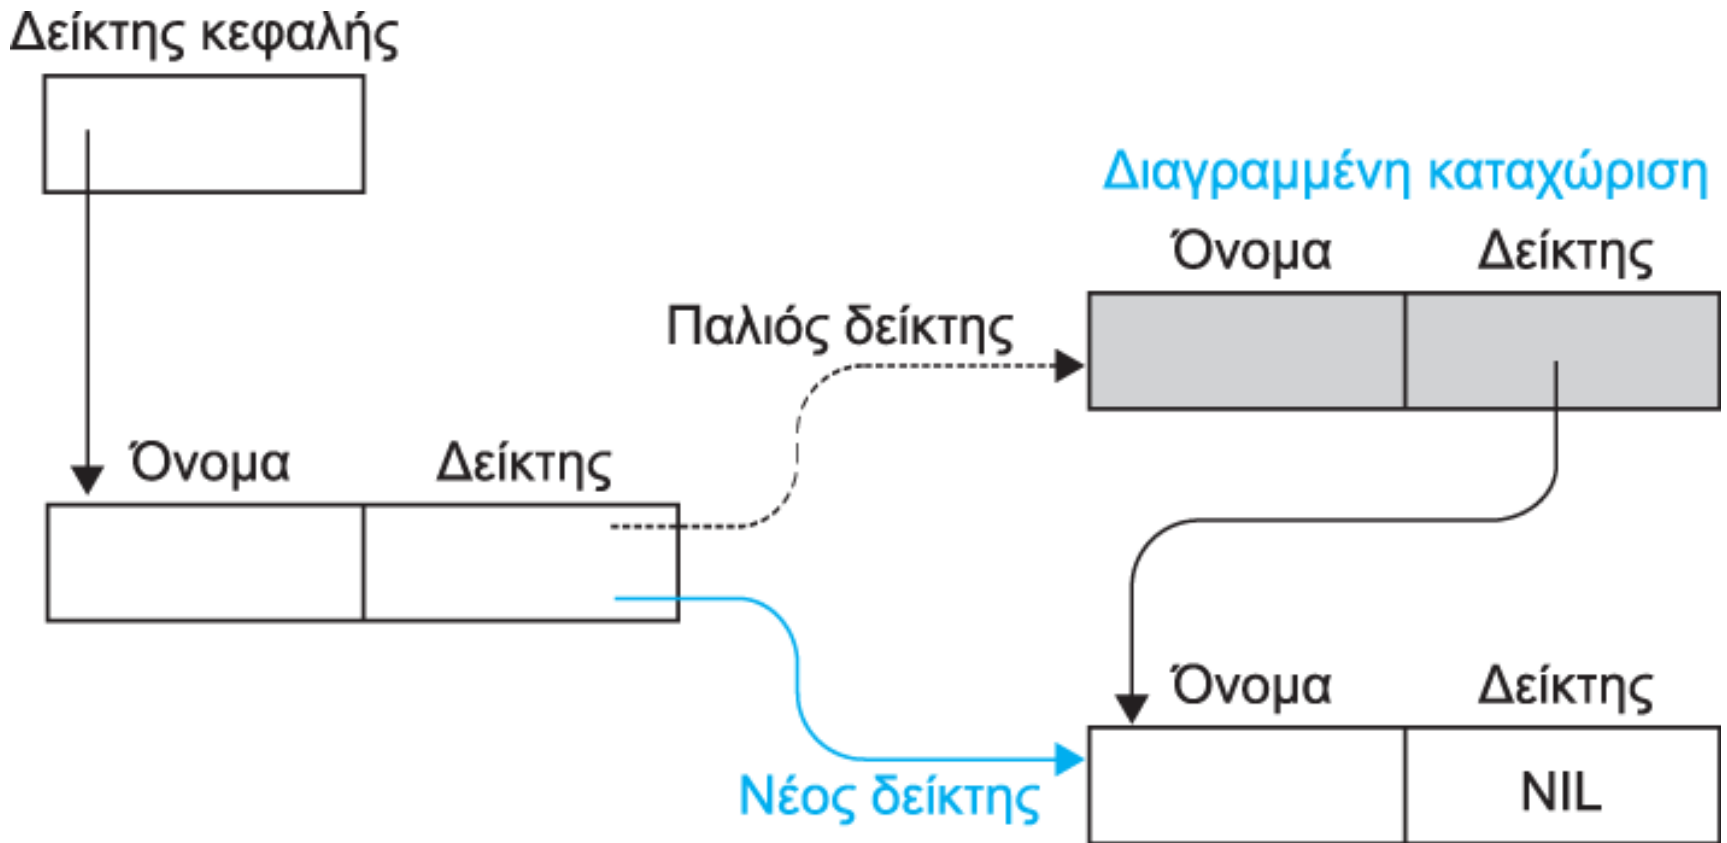 Δείκτης κεφαλής
Διαγραμμένη καταχώριση
Όνομα Δείκτης
Παλιός δείκτης
Όνομα Δείκτης
Όνομα Δείκτης
Νέος δείκτης
NIL